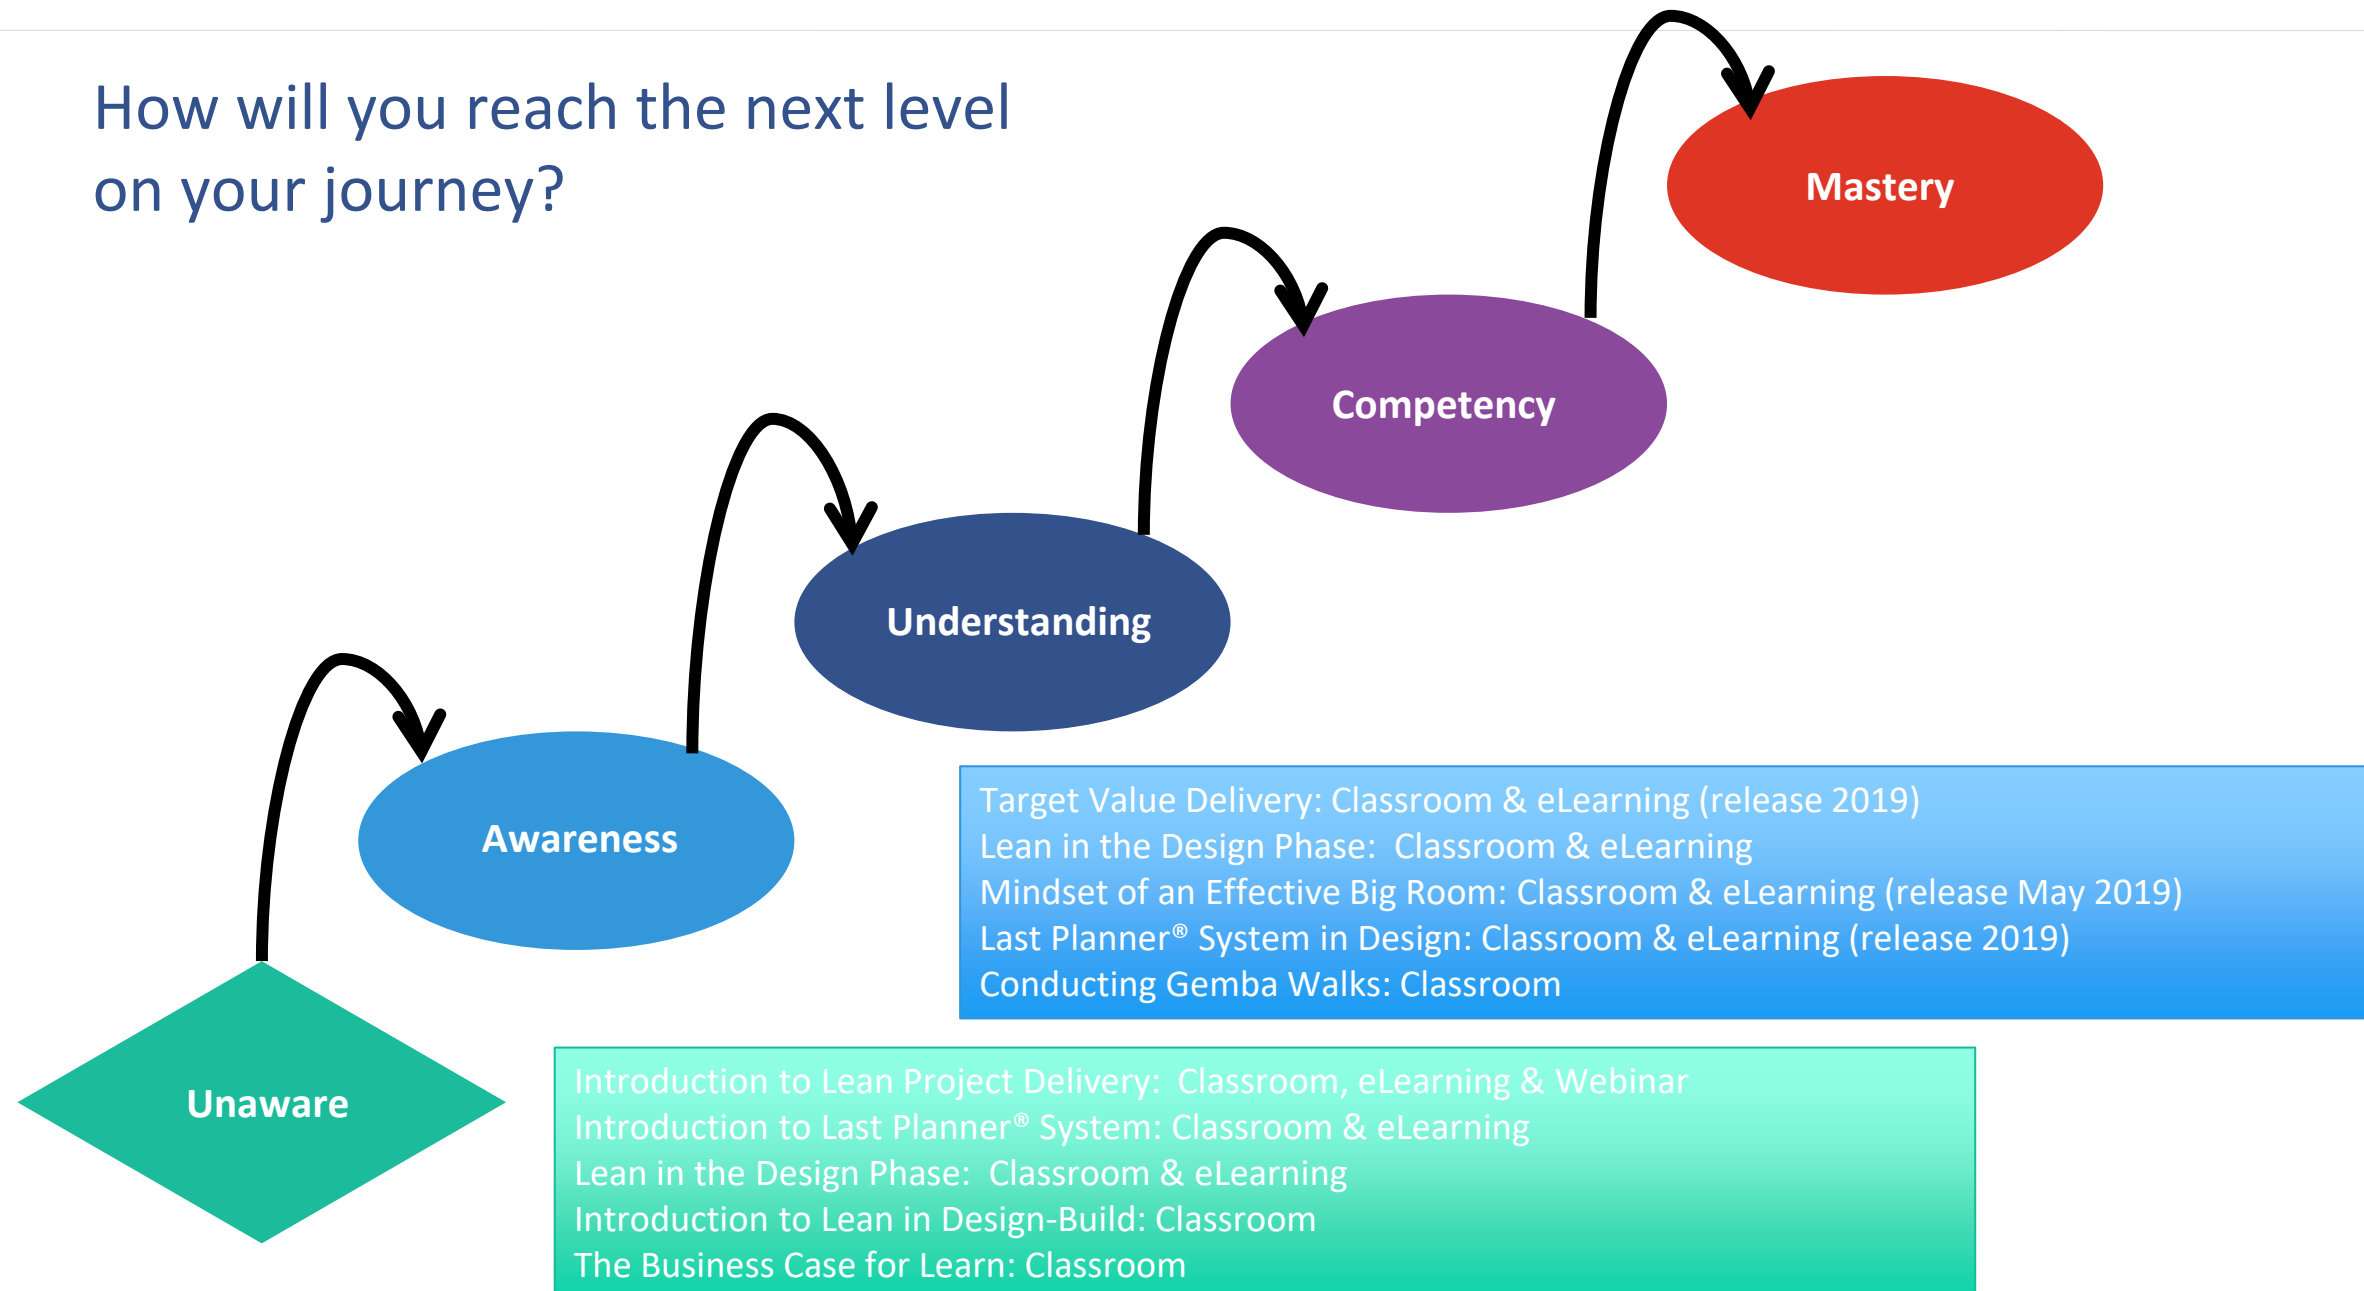 How will you reach the next level
on your journey?
Mastery
Competency
Understanding
Awareness
Target Value Delivery: Classroom & eLearning (release 2019)
Lean in the Design Phase:  Classroom & eLearning
Mindset of an Effective Big Room: Classroom & eLearning (release May 2019)
Last Planner® System in Design: Classroom & eLearning (release 2019)
Conducting Gemba Walks: Classroom
Unaware
Introduction to Lean Project Delivery:  Classroom, eLearning & Webinar
Introduction to Last Planner® System: Classroom & eLearning
Lean in the Design Phase:  Classroom & eLearning
Introduction to Lean in Design-Build: Classroom
The Business Case for Learn: Classroom